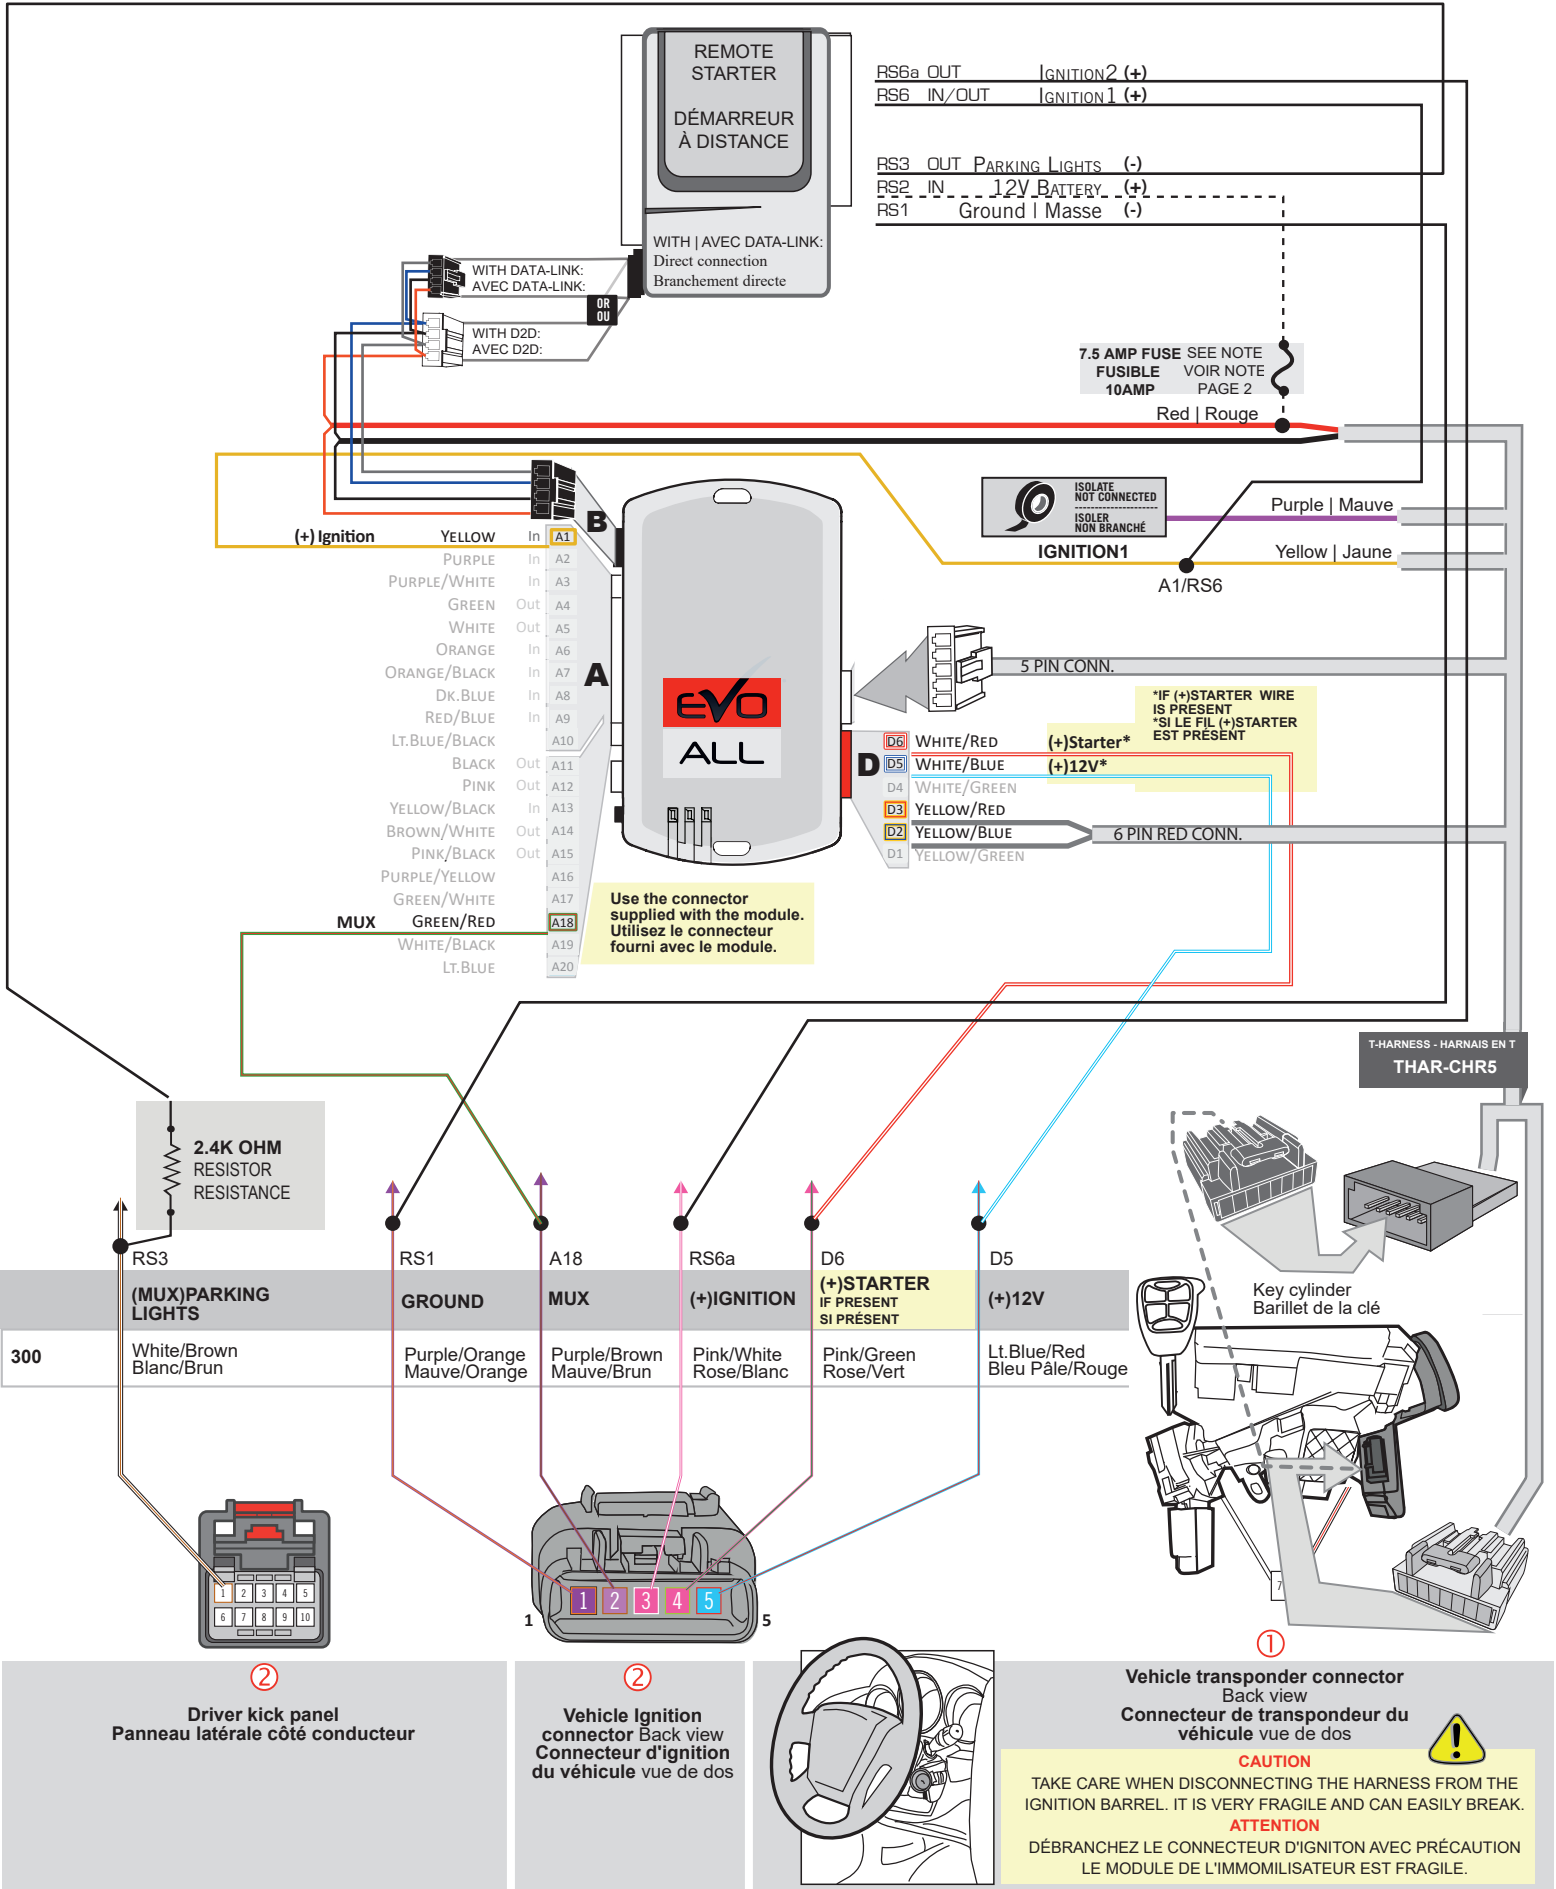 REMOTE
STARTER
DÉMARREUR
À DISTANCE
WITH | AVEC DATA-LINK:
Direct connection
Branchement directe
RS6a OUT IGNITION2 (+)
RS6 IN/OUT IGNITION1 (+)
RS3 OUT PARKING LIGHTS (-)
RS2 IN 12V BATTERY (+)
RS1 Ground | Masse (-)
WITH DATA-LINK:
AVEC DATA-LINK:
OR
OU
WITH D2D:
AVEC D2D:
7.5 AMP FUSE SEE NOTE
FUSIBLE VOIR NOTE
10AMP PAGE 2
Red | Rouge
ISOLATE
NOT CONNECTED
ISOLER
NON BRANCHÉ
Purple | Mauve
IGNITION1
Yellow | Jaune
A1/RS6
B
(+) Ignition YELLOW In A1
PURPLE In A2
PURPLE/WHITE In A3
GREEN Out A4
WHITE Out A5
ORANGE In A6
ORANGE/BLACK In A7
DK.BLUE In A8
RED/BLUE In A9
LT.BLUE/BLACK A10
BLACK Out A11
PINK Out A12
YELLOW/BLACK In A13
BROWN/WHITE Out A14
PINK/BLACK Out A15
PURPLE/YELLOW A16
GREEN/WHITE A17
MUX GREEN/RED A18
WHITE/BLACK A19
LT.BLUE A20
A
EVO
ALL
5 PIN CONN.
*IF (+)STARTER WIRE
IS PRESENT
*SI LE FIL (+)STARTER
EST PRÉSENT
D
D6 WHITE/RED (+)Starter*
D5 WHITE/BLUE (+)12V*
D4 WHITE/GREEN
D3 YELLOW/RED
D2 YELLOW/BLUE
D1 YELLOW/GREEN
6 PIN RED CONN.
Use the connector
supplied with the module.
Utilisez le connecteur
fourni avec le module.
T-HARNESS - HARNAIS EN T
THAR-CHR5
2.4K OHM
RESISTOR
RESISTANCE
RS3 RS1 A18 RS6a D6 D5
(MUX)PARKING
LIGHTS
GROUND
MUX
(+)IGNITION
(+)STARTER
IF PRESENT
SI PRÉSENT
(+)12V
300
White/Brown
Blanc/Brun
Purple/Orange
Mauve/Orange
Purple/Brown
Mauve/Brun
Pink/White
Rose/Blanc
Pink/Green
Rose/Vert
Lt.Blue/Red
Bleu Pâle/Rouge
Key cylinder
Barillet de la clé
1 2 3 4 5
6 7 8 9 10
1 2 3 4 5
1 5
7
②
Driver kick panel
Panneau latérale côté conducteur
②
Vehicle Ignition
connector Back view
Connecteur d'ignition
du véhicule vue de dos
①
Vehicle transponder connector
Back view
Connecteur de transpondeur du
véhicule vue de dos
CAUTION
TAKE CARE WHEN DISCONNECTING THE HARNESS FROM THE
IGNITION BARREL. IT IS VERY FRAGILE AND CAN EASILY BREAK.
ATTENTION
DÉBRANCHEZ LE CONNECTEUR D'IGNITON AVEC PRÉCAUTION
LE MODULE DE L'IMMOMILISATEUR EST FRAGILE.